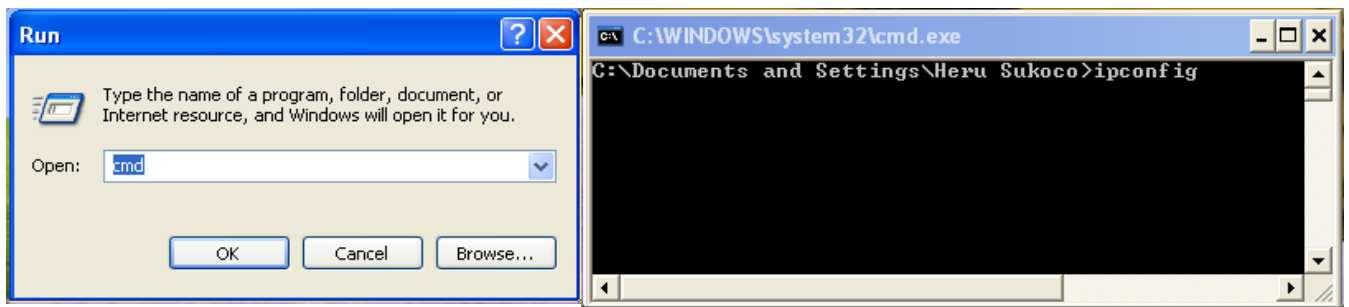 Run
Type the name of a program, folder, document, or
Internet resource, and Windows will open it for you.
Open: cmd
OK Cancel Browse...
C:\WINDOWS\system32\cmd.exe
C:\Documents and Settings\Heru Sukoco>ipconfig